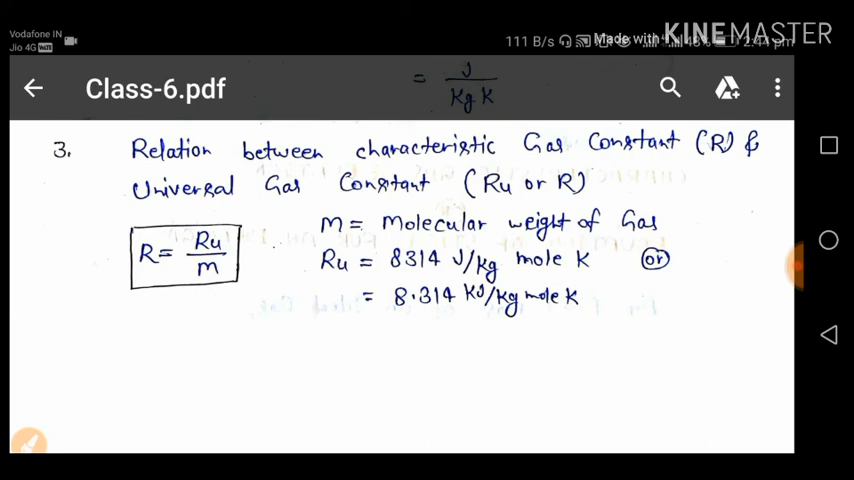 Vodafone IN
Jio 4G VoWiFi
111 B/s
48%
2:44 pm
Made with
KINEMASTER
Class-6.pdf
= J
Kg K
3. Relation between characteristic Gas Constant (R) &
Universal Gas Constant (Ru or R̅)
R = Ru
m
m = Molecular weight of Gas
Ru = 8314 J/kg mole K (or)
= 8.314 KJ/kg mole K